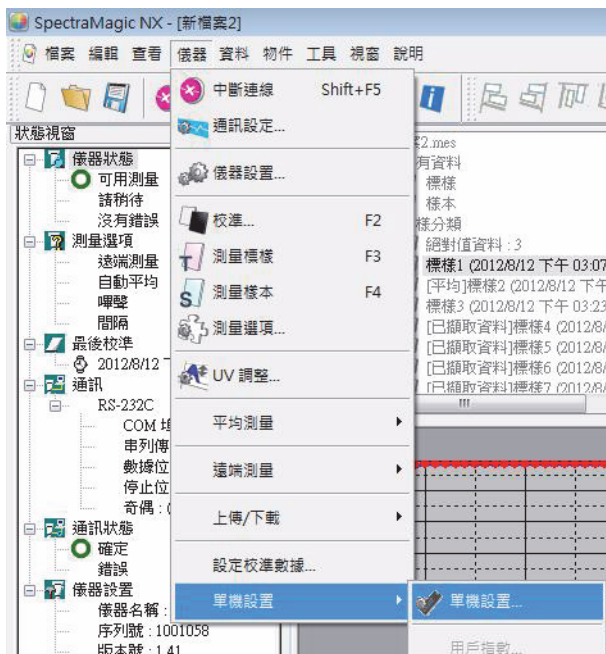 SpectraMagic NX - [新檔案2]
檔案 編輯 查看 儀器 資料 物件 工具 視窗 說明
狀態視窗
儀器狀態
可用測量
請稍待
沒有錯誤
測量選項
遠端測量
自動平均
嗶聲
間隔
最後校準
2012/8/12
通訊
RS-232C
COM
串列傳
數據位
停止位
奇偶 :
通訊狀態
確定
錯誤
儀器設置
儀器名稱 :
序列號 : 1001058
版本號 : 1.41
中斷連線 Shift+F5
通訊設定...
儀器設置...
校準... F2
測量標樣 F3
測量樣本 F4
測量選項...
UV 調整...
平均測量
遠端測量
上傳/下載
設定校準數據...
單機設置
單機設置...
用戶指數...
2.mes
有資料
標樣
樣本
樣分類
絕對值資料 : 3
標樣1 (2012/8/12 下午 03:07
[平均]標樣2 (2012/8/12 下午
標樣3 (2012/8/12 下午 03:23
[已擷取資料]標樣4 (2012/8/
[已擷取資料]標樣5 (2012/8/
[已擷取資料]標樣6 (2012/8/
[已擷取資料]標樣7 (2012/8/